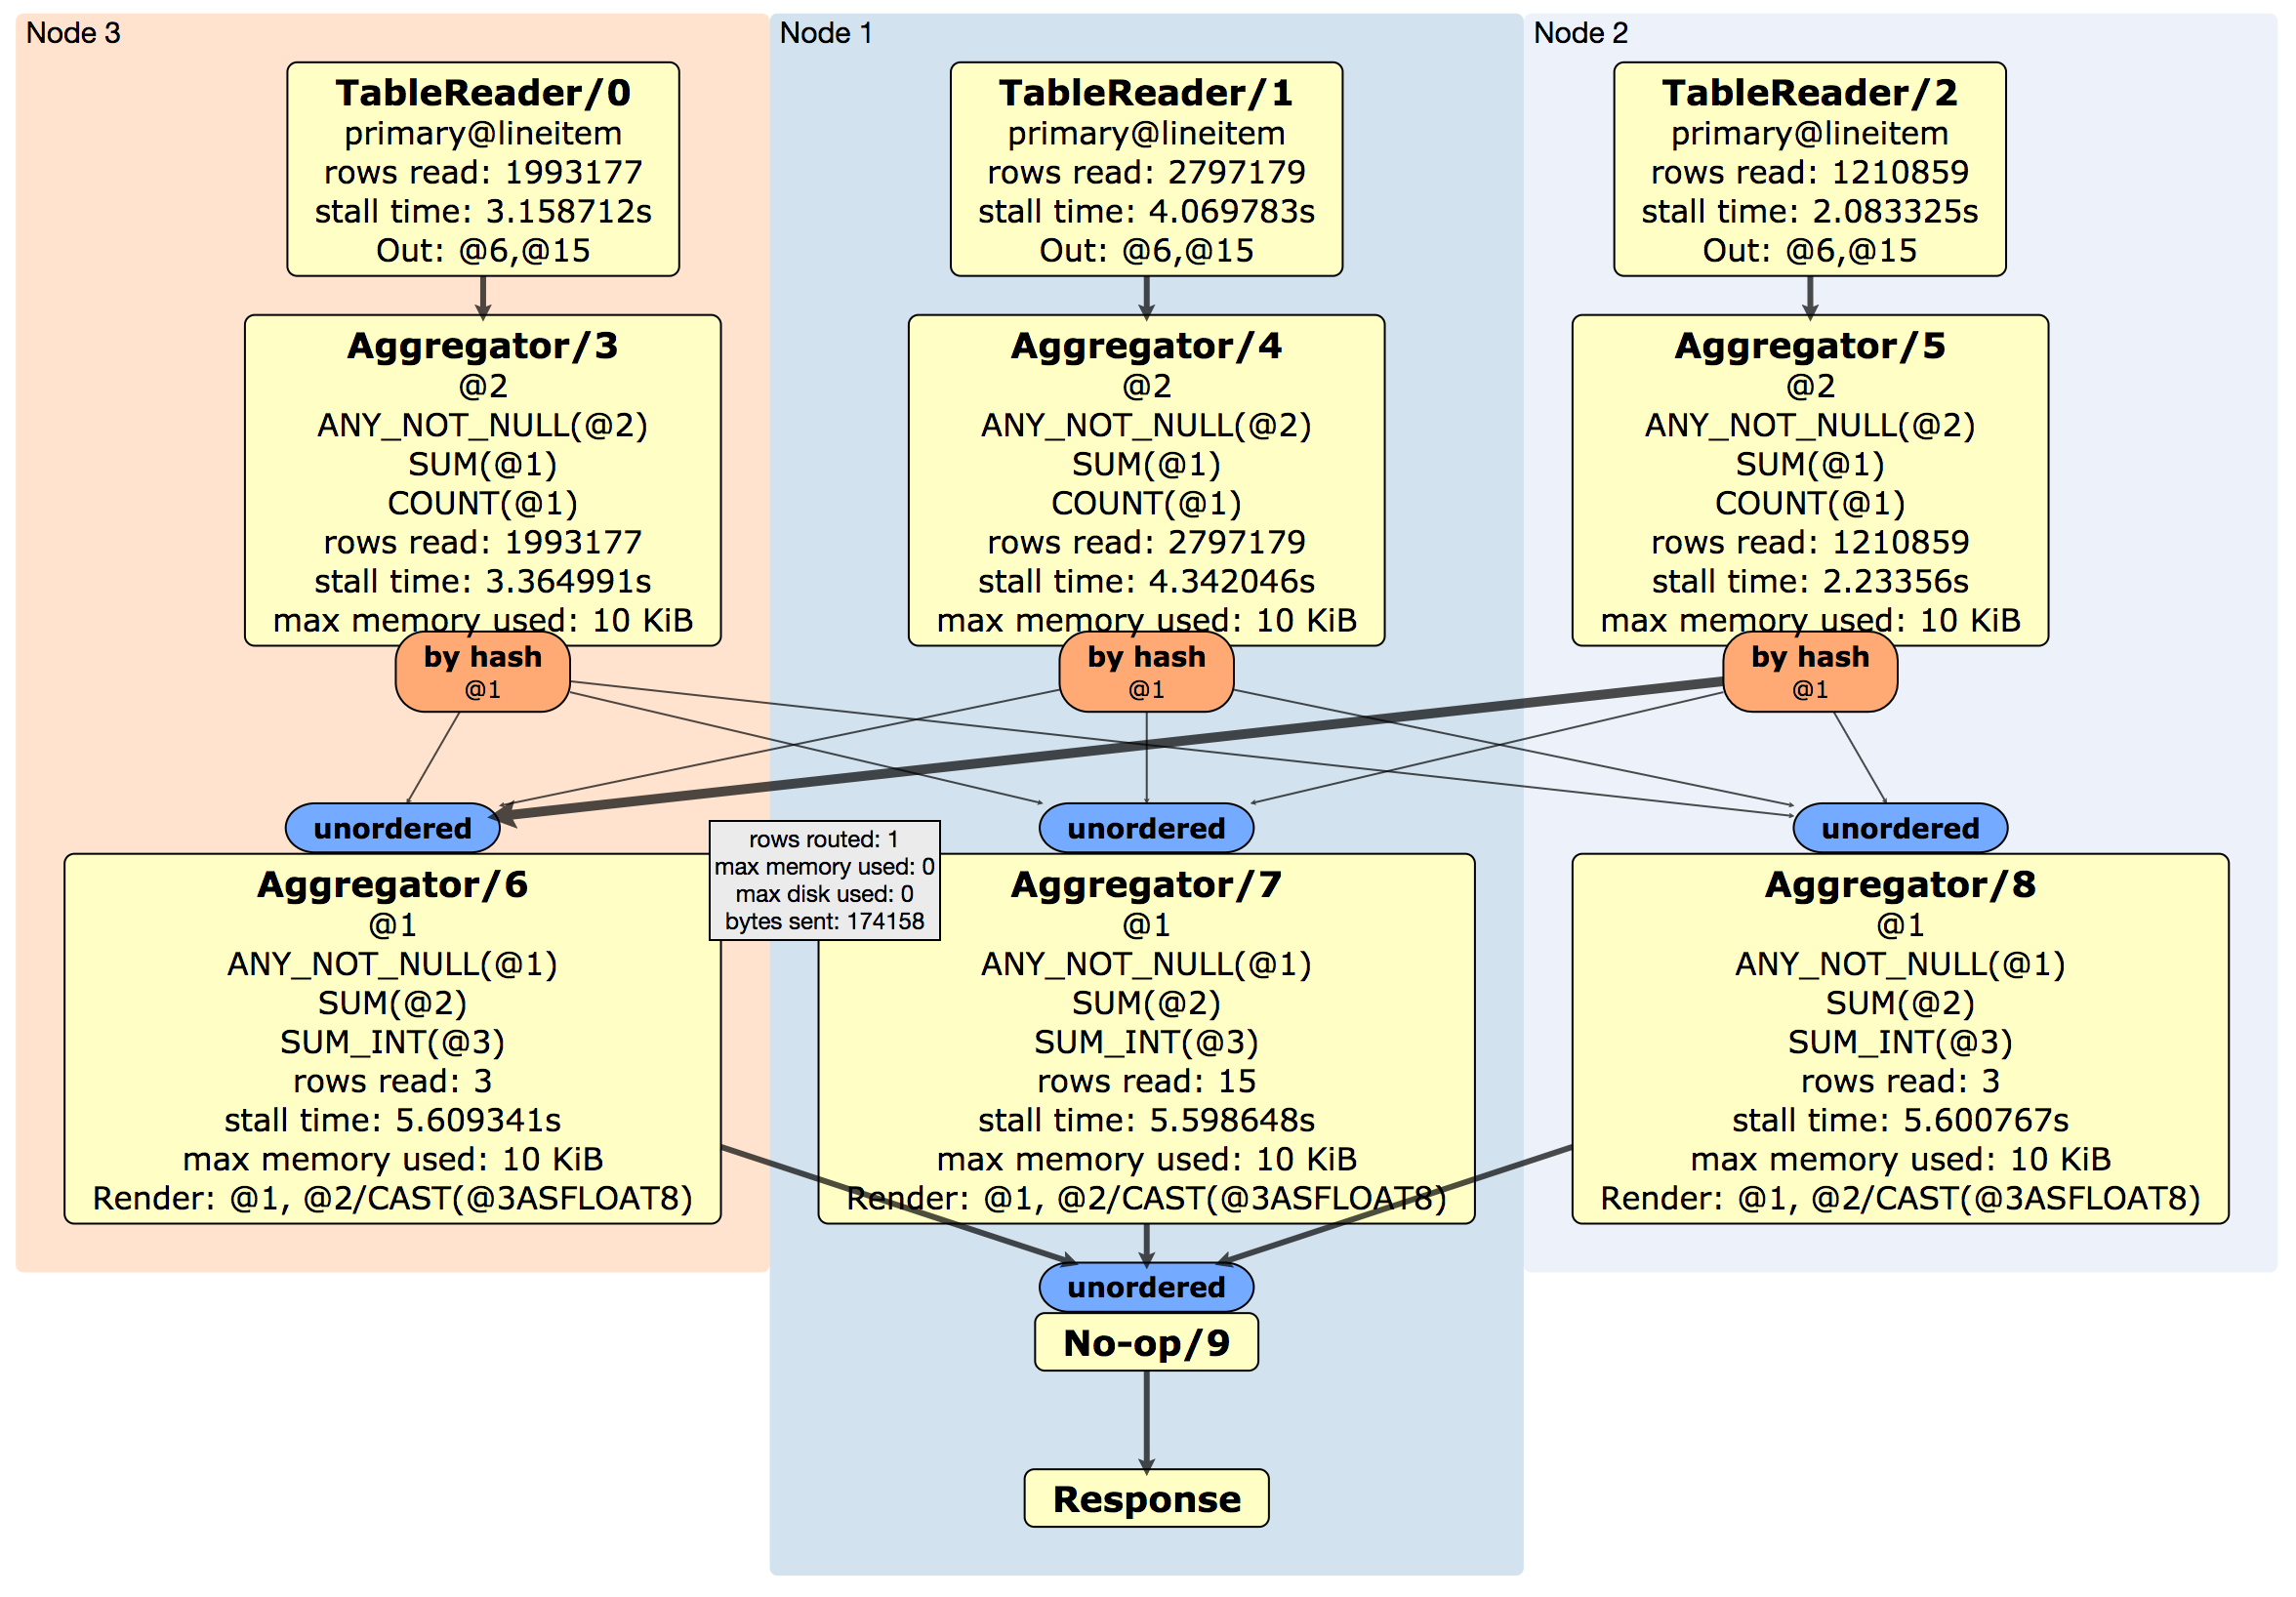 Node 3
TableReader/0
primary@lineitem
rows read: 1993177
stall time: 3.158712s
Out: @6,@15
Aggregator/3
@2
ANY_NOT_NULL(@2)
SUM(@1)
COUNT(@1)
rows read: 1993177
stall time: 3.364991s
max memory used: 10 KiB
by hash
@1
unordered
Aggregator/6
@1
ANY_NOT_NULL(@1)
SUM(@2)
SUM_INT(@3)
rows read: 3
stall time: 5.609341s
max memory used: 10 KiB
Render: @1, @2/CAST(@3ASFLOAT8)
Node 1
TableReader/1
primary@lineitem
rows read: 2797179
stall time: 4.069783s
Out: @6,@15
Aggregator/4
@2
ANY_NOT_NULL(@2)
SUM(@1)
COUNT(@1)
rows read: 2797179
stall time: 4.342046s
max memory used: 10 KiB
by hash
@1
unordered
rows routed: 1
max memory used: 0
max disk used: 0
bytes sent: 174158
Aggregator/7
@1
ANY_NOT_NULL(@1)
SUM(@2)
SUM_INT(@3)
rows read: 15
stall time: 5.598648s
max memory used: 10 KiB
Render: @1, @2/CAST(@3ASFLOAT8)
unordered
No-op/9
Response
Node 2
TableReader/2
primary@lineitem
rows read: 1210859
stall time: 2.083325s
Out: @6,@15
Aggregator/5
@2
ANY_NOT_NULL(@2)
SUM(@1)
COUNT(@1)
rows read: 1210859
stall time: 2.23356s
max memory used: 10 KiB
by hash
@1
unordered
Aggregator/8
@1
ANY_NOT_NULL(@1)
SUM(@2)
SUM_INT(@3)
rows read: 3
stall time: 5.600767s
max memory used: 10 KiB
Render: @1, @2/CAST(@3ASFLOAT8)